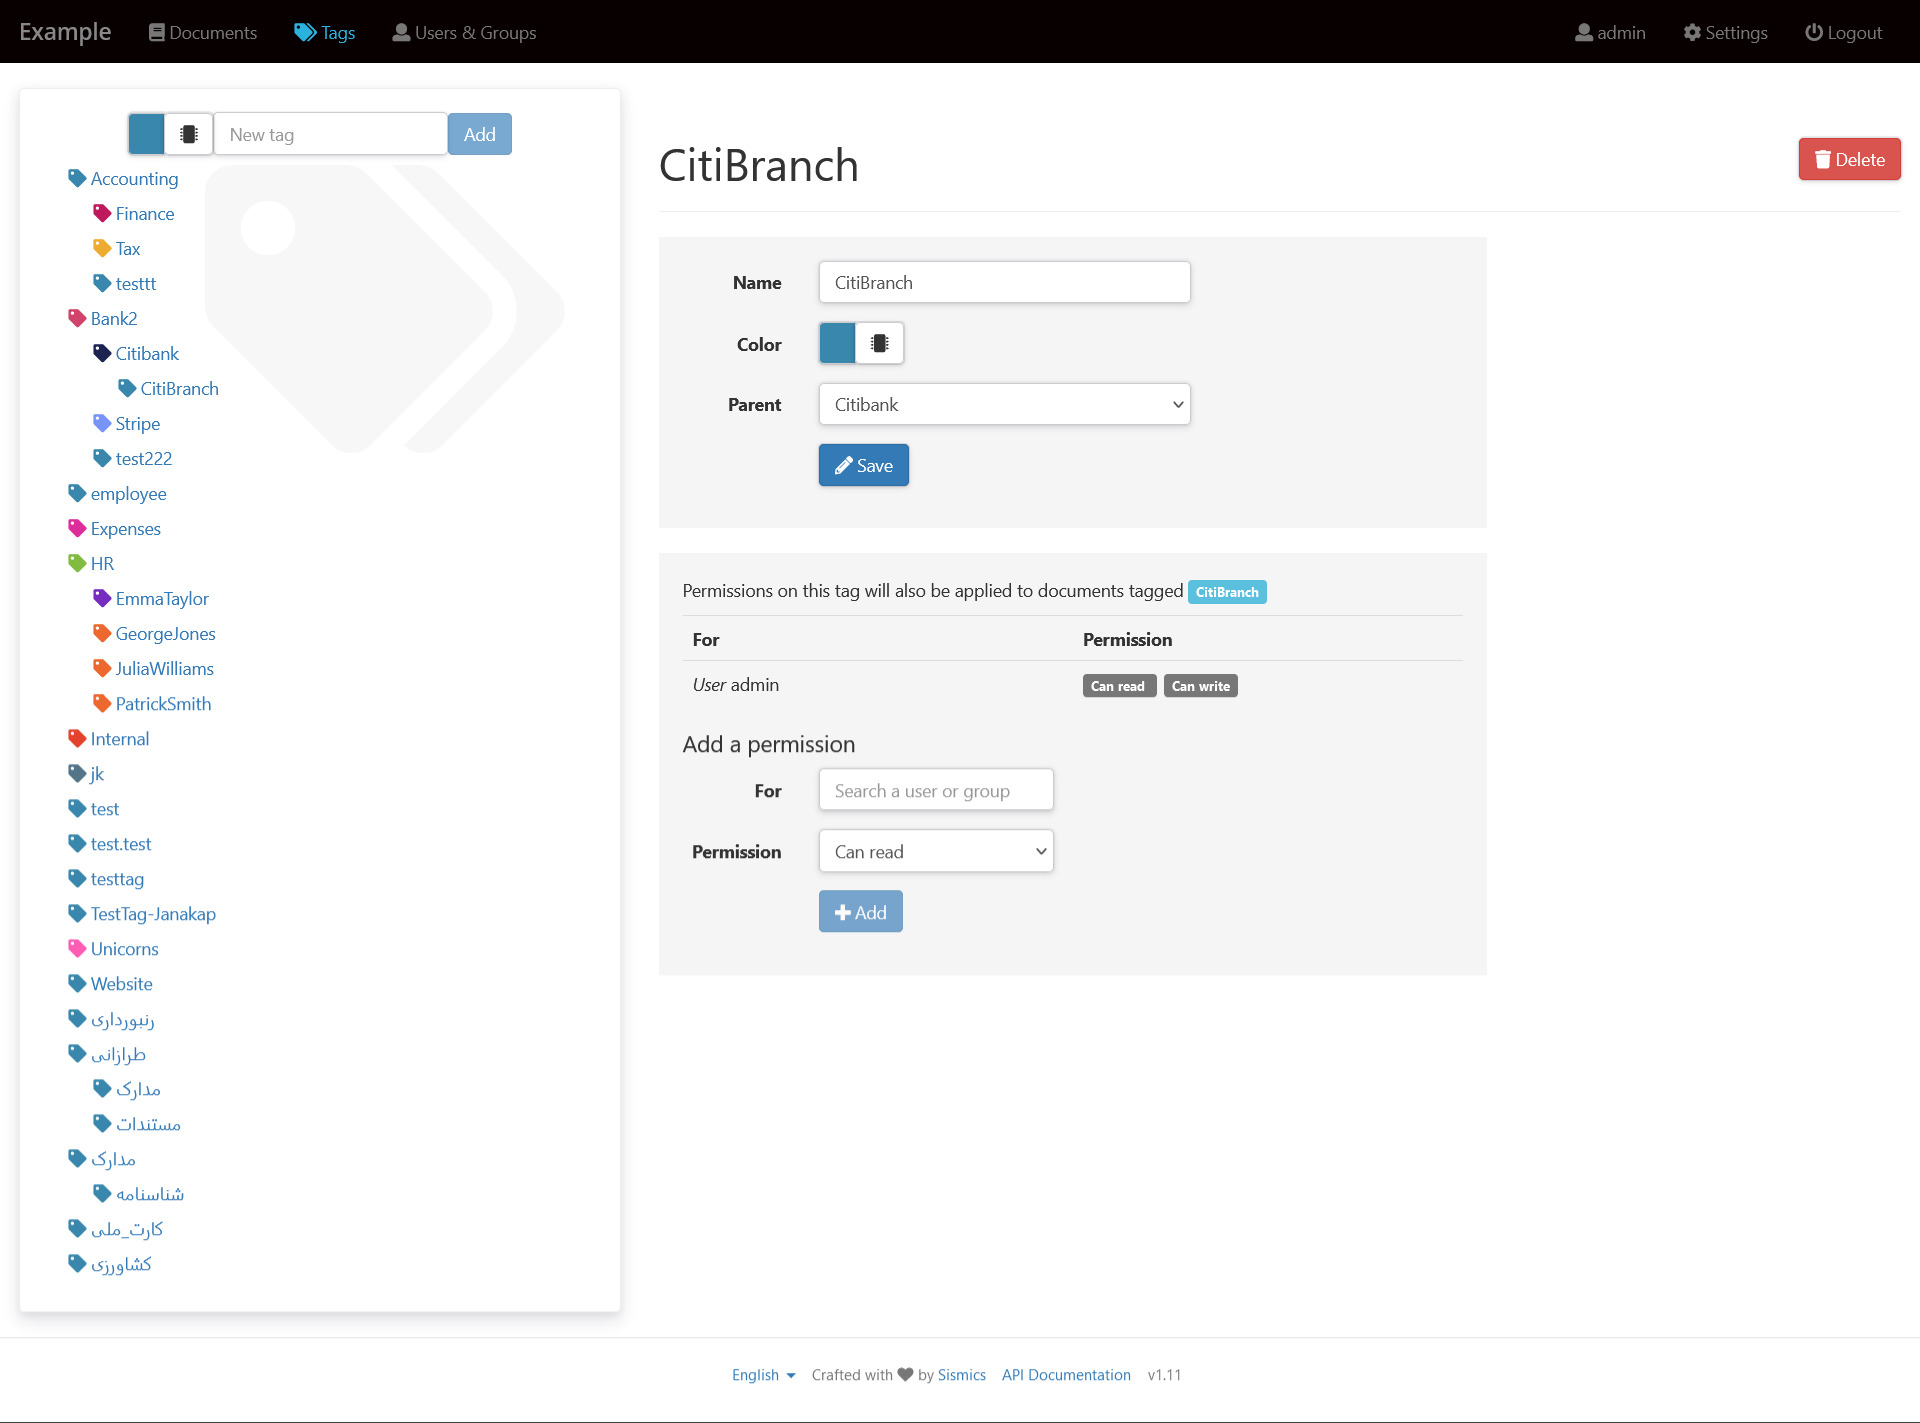 Example Documents Tags Users & Groups admin Settings Logout
New tag Add
Accounting
Finance
Tax
testtt
Bank2
Citibank
CitiBranch
Stripe
test222
employee
Expenses
HR
EmmaTaylor
GeorgeJones
JuliaWilliams
PatrickSmith
Internal
jk
test
test.test
testtag
TestTag-Janakap
Unicorns
Website
رنبورداری
طرازانی
مدارک
مستندات
مدارک
شناسنامه
کارت_ملی
کشاورزی
CitiBranch
Delete
Name CitiBranch
Color
Parent Citibank
Save
Permissions on this tag will also be applied to documents tagged CitiBranch
For Permission
User admin Can read Can write
Add a permission
For Search a user or group
Permission Can read
Add
English Crafted with by Sismics API Documentation v1.11